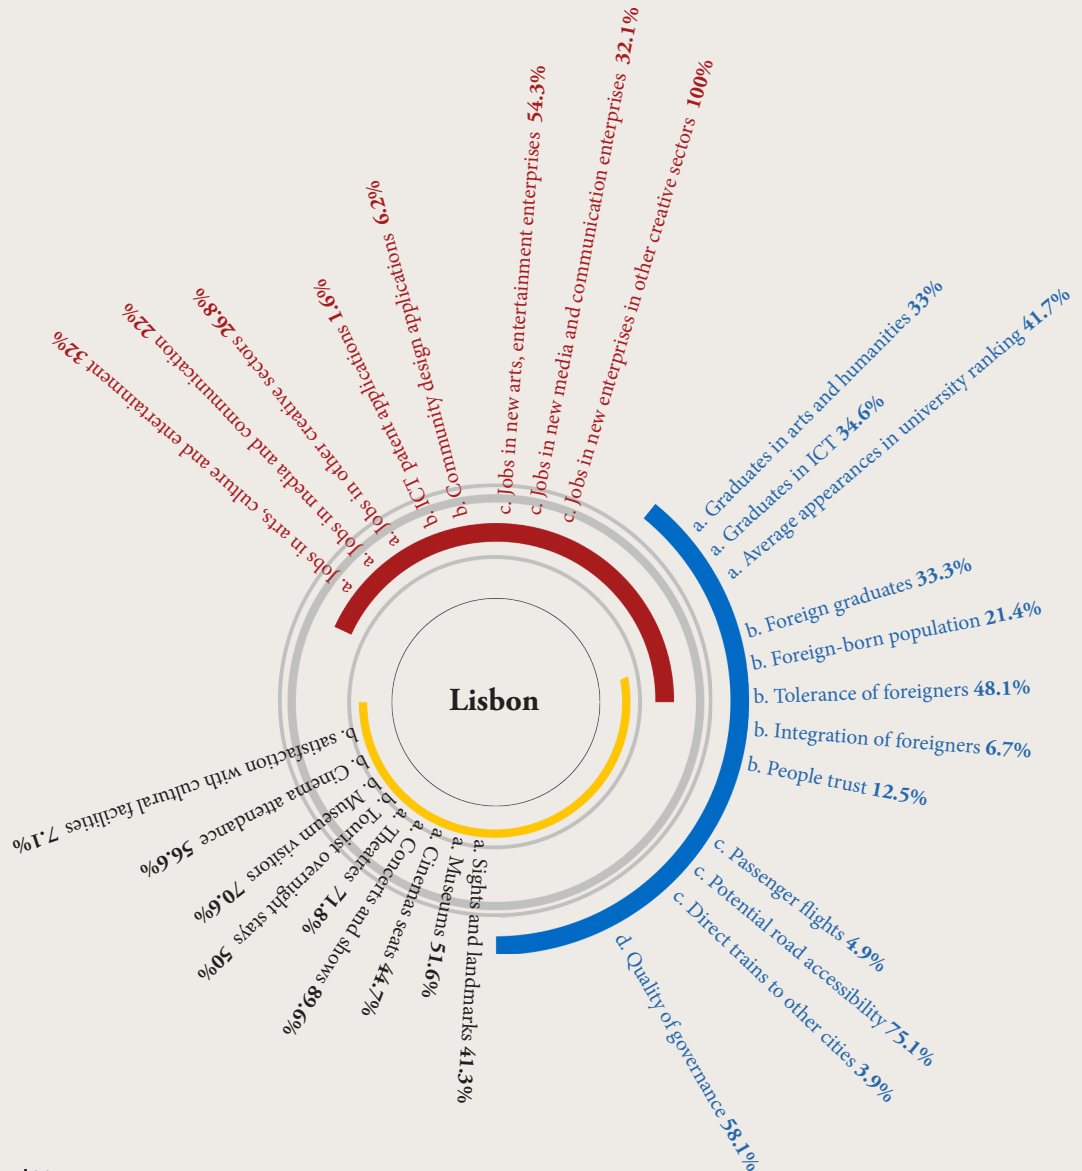 a. Jobs in arts, culture and entertainment 32%
a. Jobs in media and communication 22%
a. Jobs in other creative sectors 26.8%
b. ICT patent applications 1.6%
b. Community design applications 6.2%
c. Jobs in new arts, entertainment enterprises 54.3%
c. Jobs in new media and communication enterprises 32.1%
c. Jobs in new enterprises in other creative sectors 100%
a. Graduates in arts and humanities 33%
a. Graduates in ICT 34.6%
a. Average appearances in university ranking 41.7%
b. Foreign graduates 33.3%
b. Foreign-born population 21.4%
b. Tolerance of foreigners 48.1%
b. Integration of foreigners 6.7%
b. People trust 12.5%
c. Passenger flights 4.9%
c. Potential road accessibility 75.1%
c. Direct trains to other cities 3.9%
d. Quality of governance 58.1%
a. Sights and landmarks 41.3%
a. Museums 51.6%
a. Cinemas seats 44.7%
a. Concerts and shows 89.6%
a. Theatres 71.8%
b. Tourist overnight stays 50%
b. Museum visitors 70.6%
b. Cinema attendance 56.6%
b. satisfaction with cultural facilities 7.1%
Lisbon